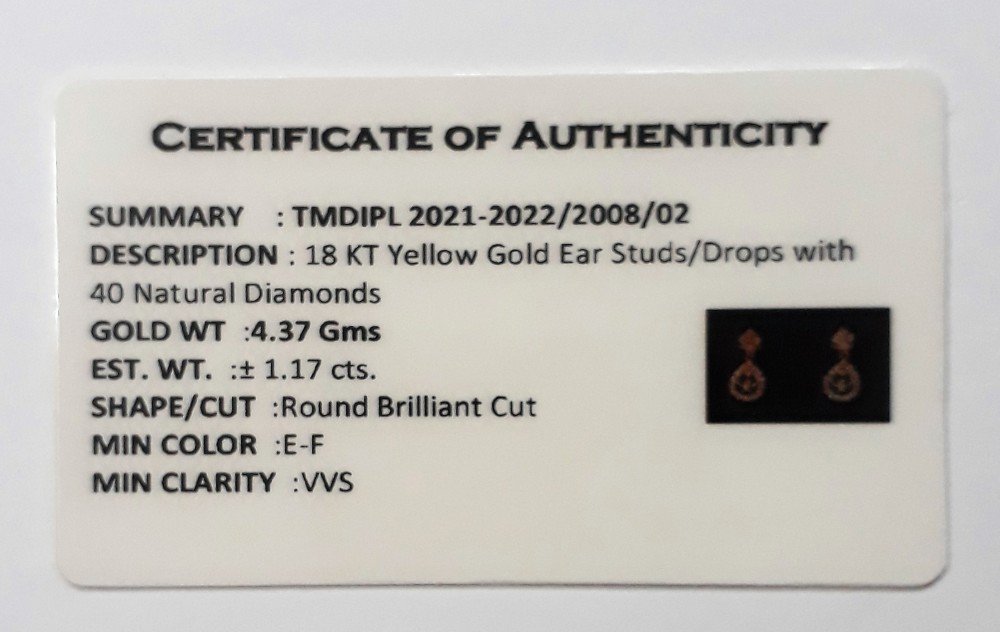 CERTIFICATE OF AUTHENTICITY
SUMMARY : TMDIPL 2021-2022/2008/02
DESCRIPTION : 18 KT Yellow Gold Ear Studs/Drops with
40 Natural Diamonds
GOLD WT :4.37 Gms
EST. WT. :± 1.17 cts.
SHAPE/CUT :Round Brilliant Cut
MIN COLOR :E-F
MIN CLARITY :VVS